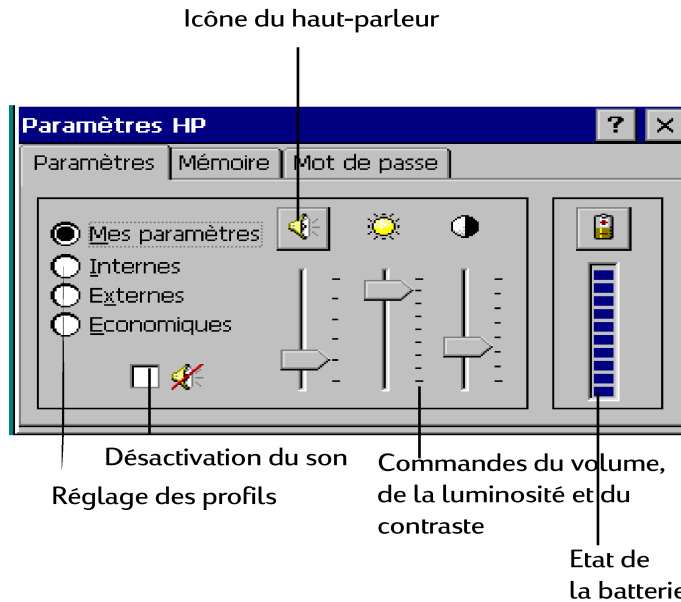 Icône du haut-parleur
Paramètres HP
? ×
Paramètres Mémoire Mot de passe
Mes paramètres
Internes
Externes
Economiques
Désactivation du son
Réglage des profils
Commandes du volume,
de la luminosité et du
contraste
Etat de
la batterie